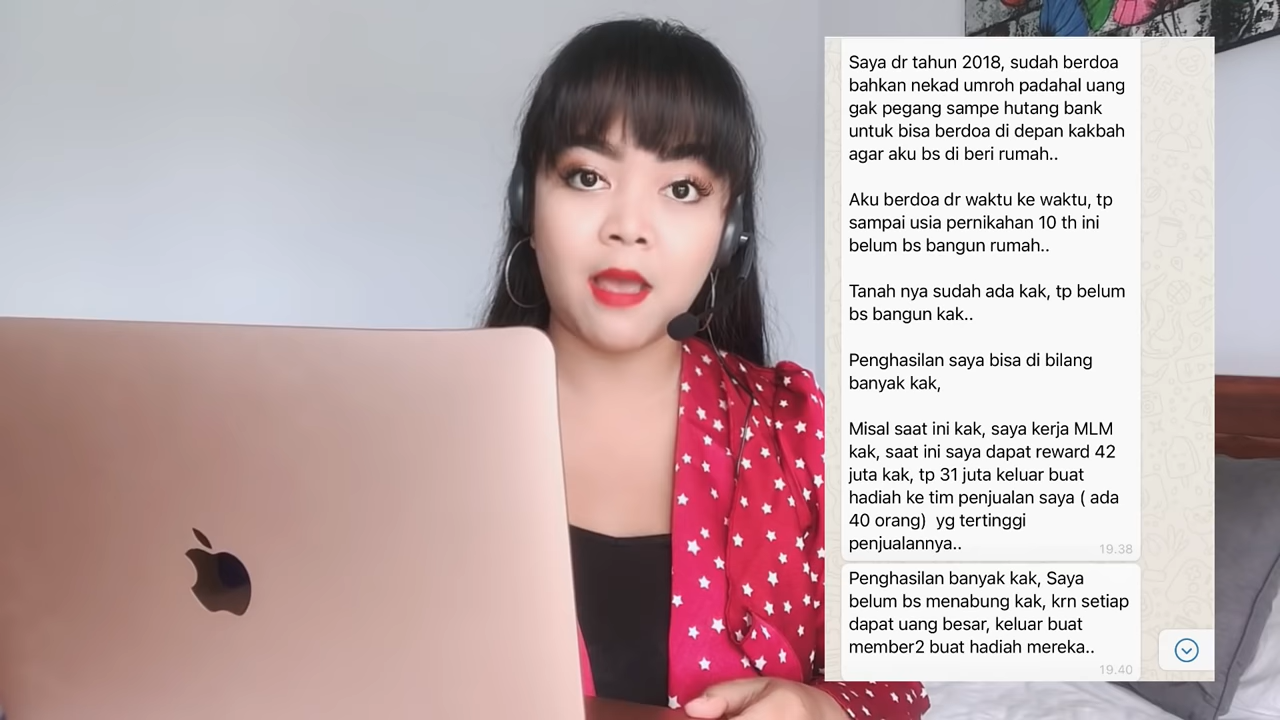 Saya dr tahun 2018, sudah berdoa
bahkan nekad umroh padahal uang
gak pegang sampe hutang bank
untuk bisa berdoa di depan kakbah
agar aku bs di beri rumah..
Aku berdoa dr waktu ke waktu, tp
sampai usia pernikahan 10 th ini
belum bs bangun rumah..
Tanah nya sudah ada kak, tp belum
bs bangun kak..
Penghasilan saya bisa di bilang
banyak kak,
Misal saat ini kak, saya kerja MLM
kak, saat ini saya dapat reward 42
juta kak, tp 31 juta keluar buat
hadiah ke tim penjualan saya ( ada
40 orang) yg tertinggi
penjualannya..
19.38
Penghasilan banyak kak, Saya
belum bs menabung kak, krn setiap
dapat uang besar, keluar buat
member2 buat hadiah mereka..
19.40